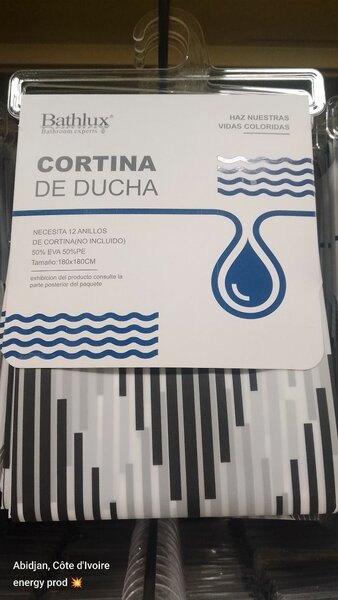 Bathlux®
Bathroom experts
HAZ NUESTRAS
VIDAS COLORIDAS
CORTINA
DE DUCHA
NECESITA 12 ANILLOS
DE CORTINA(NO INCLUIDO)
50% EVA 50%PE
Tamaño:180x180CM
exhibicion del producto consulte la
parte posterior del paquete
Abidjan, Côte d'Ivoire
energy prod 💥